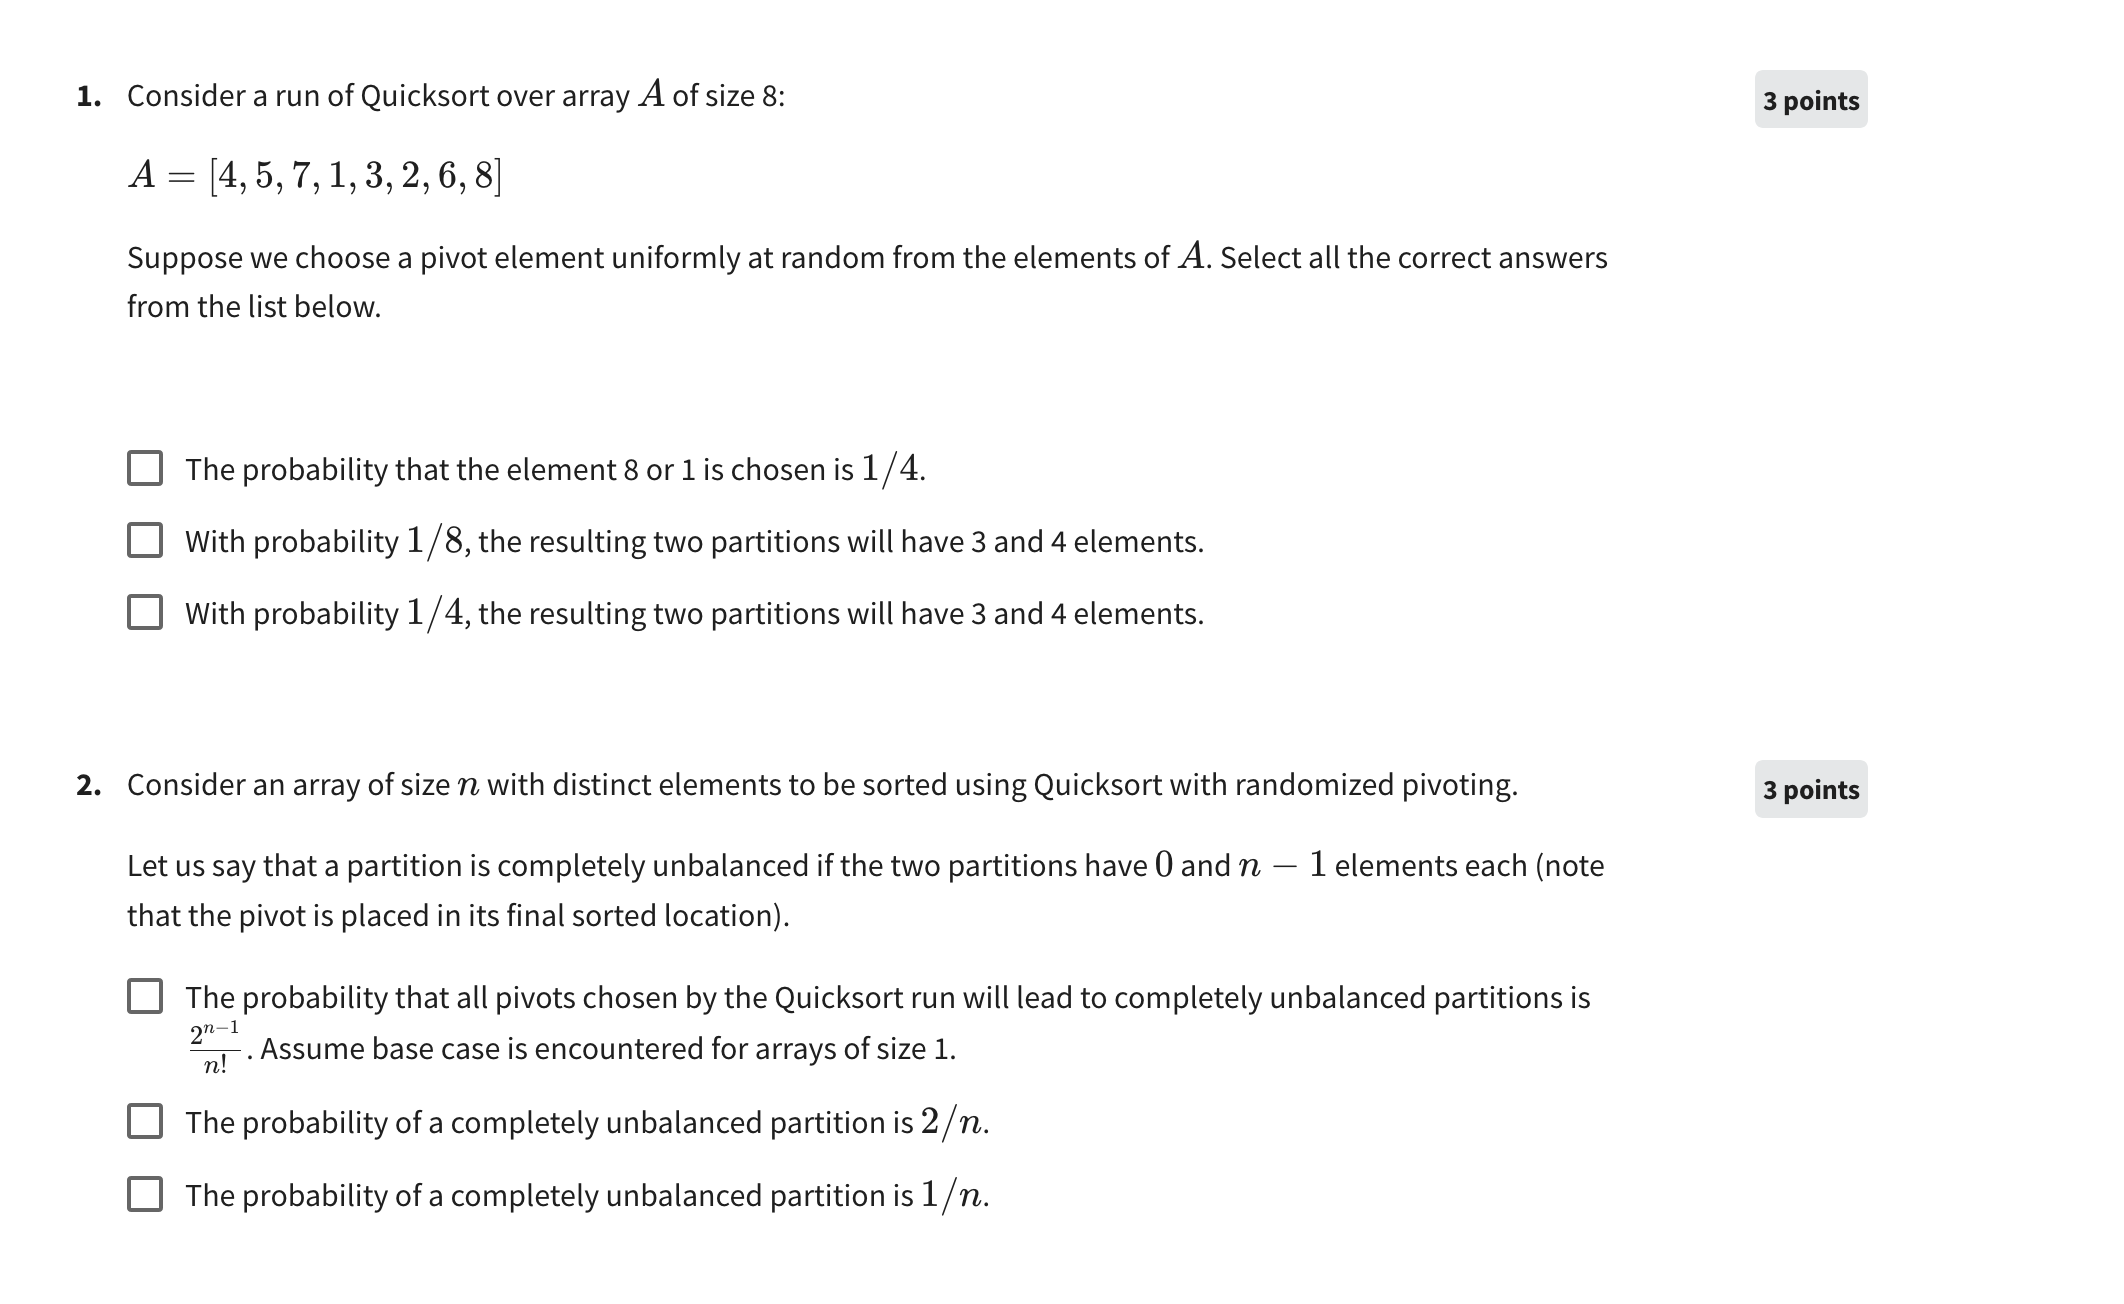 1. Consider a run of Quicksort over array A of size 8:
3 points
A = [4, 5, 7, 1, 3, 2, 6, 8]
Suppose we choose a pivot element uniformly at random from the elements of A. Select all the correct answers
from the list below.
The probability that the element 8 or 1 is chosen is 1/4.
With probability 1/8, the resulting two partitions will have 3 and 4 elements.
With probability 1/4, the resulting two partitions will have 3 and 4 elements.
2. Consider an array of size n with distinct elements to be sorted using Quicksort with randomized pivoting.
3 points
Let us say that a partition is completely unbalanced if the two partitions have 0 and n − 1 elements each (note
that the pivot is placed in its final sorted location).
The probability that all pivots chosen by the Quicksort run will lead to completely unbalanced partitions is
\frac{2^{n-1}}{n!}. Assume base case is encountered for arrays of size 1.
The probability of a completely unbalanced partition is 2/n.
The probability of a completely unbalanced partition is 1/n.